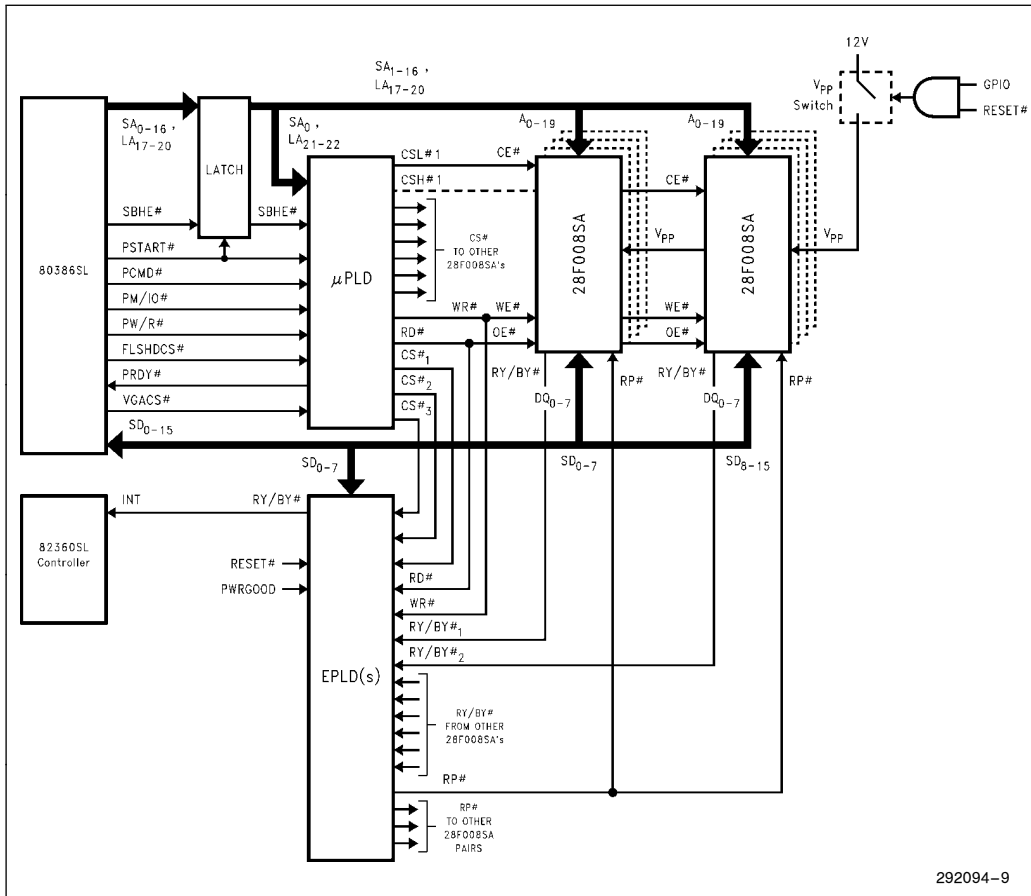 12V
SA1-16 ,
LA17-20
VPP
Switch
GPIO
RESET#
SA0-16 ,
LA17-20
SA0,
LA21-22
A0-19
A0-19
LATCH
CSL#1
CE#
CSH#1
CE#
SBHE#
SBHE#
PSTART#
CS#
TO OTHER
28F008SA's
28F008SA
VPP
28F008SA
VPP
80386SL
PCMD#
μPLD
PM/IO#
WR#
WE#
WE#
PW/R#
RD#
OE#
OE#
FLSHDCS#
CS#1
RY/BY#
RP#
RY/BY#
RP#
PRDY#
CS#2
DQ0-7
DQ0-7
VGACS#
CS#3
SD0-15
SD0-7
SD0-7
SD8-15
INT
RY/BY#
82360SL
Controller
RESET#
PWRGOOD
RD#
WR#
RY/BY#1
RY/BY#2
EPLD(s)
RY/BY#
FROM OTHER
28F008SA's
RP#
RP#
TO OTHER
28F008SA
PAIRS
292094-9